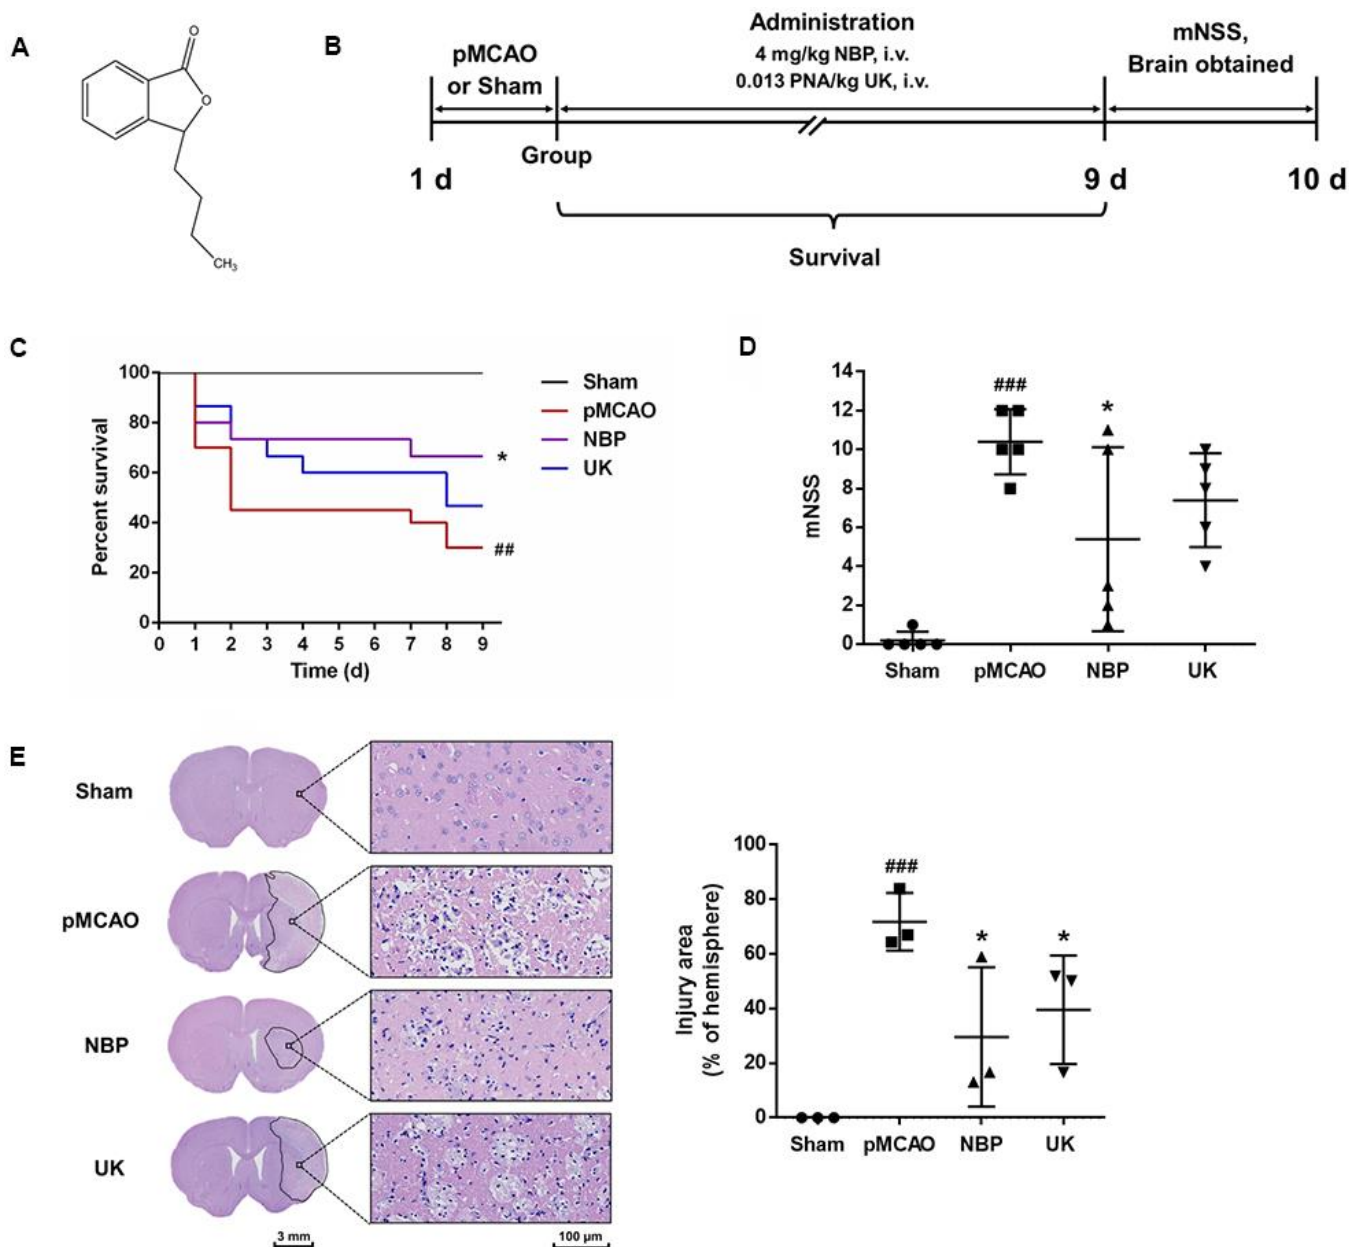 A
O
O
CH3
B
pMCAO
or Sham
Administration
4 mg/kg NBP, i.v.
0.013 PNA/kg UK, i.v.
mNSS,
Brain obtained
Group
1 d
9 d
10 d
Survival
C
Percent survival
100
80
60
40
20
0
0 1 2 3 4 5 6 7 8 9
Time (d)
*
##
Sham
pMCAO
NBP
UK
D
mNSS
14
12
10
8
6
4
2
0
###
*
Sham pMCAO NBP UK
E
Sham
pMCAO
NBP
UK
3 mm
100 µm
Injury area
(% of hemisphere)
100
80
60
40
20
0
###
*
*
Sham pMCAO NBP UK